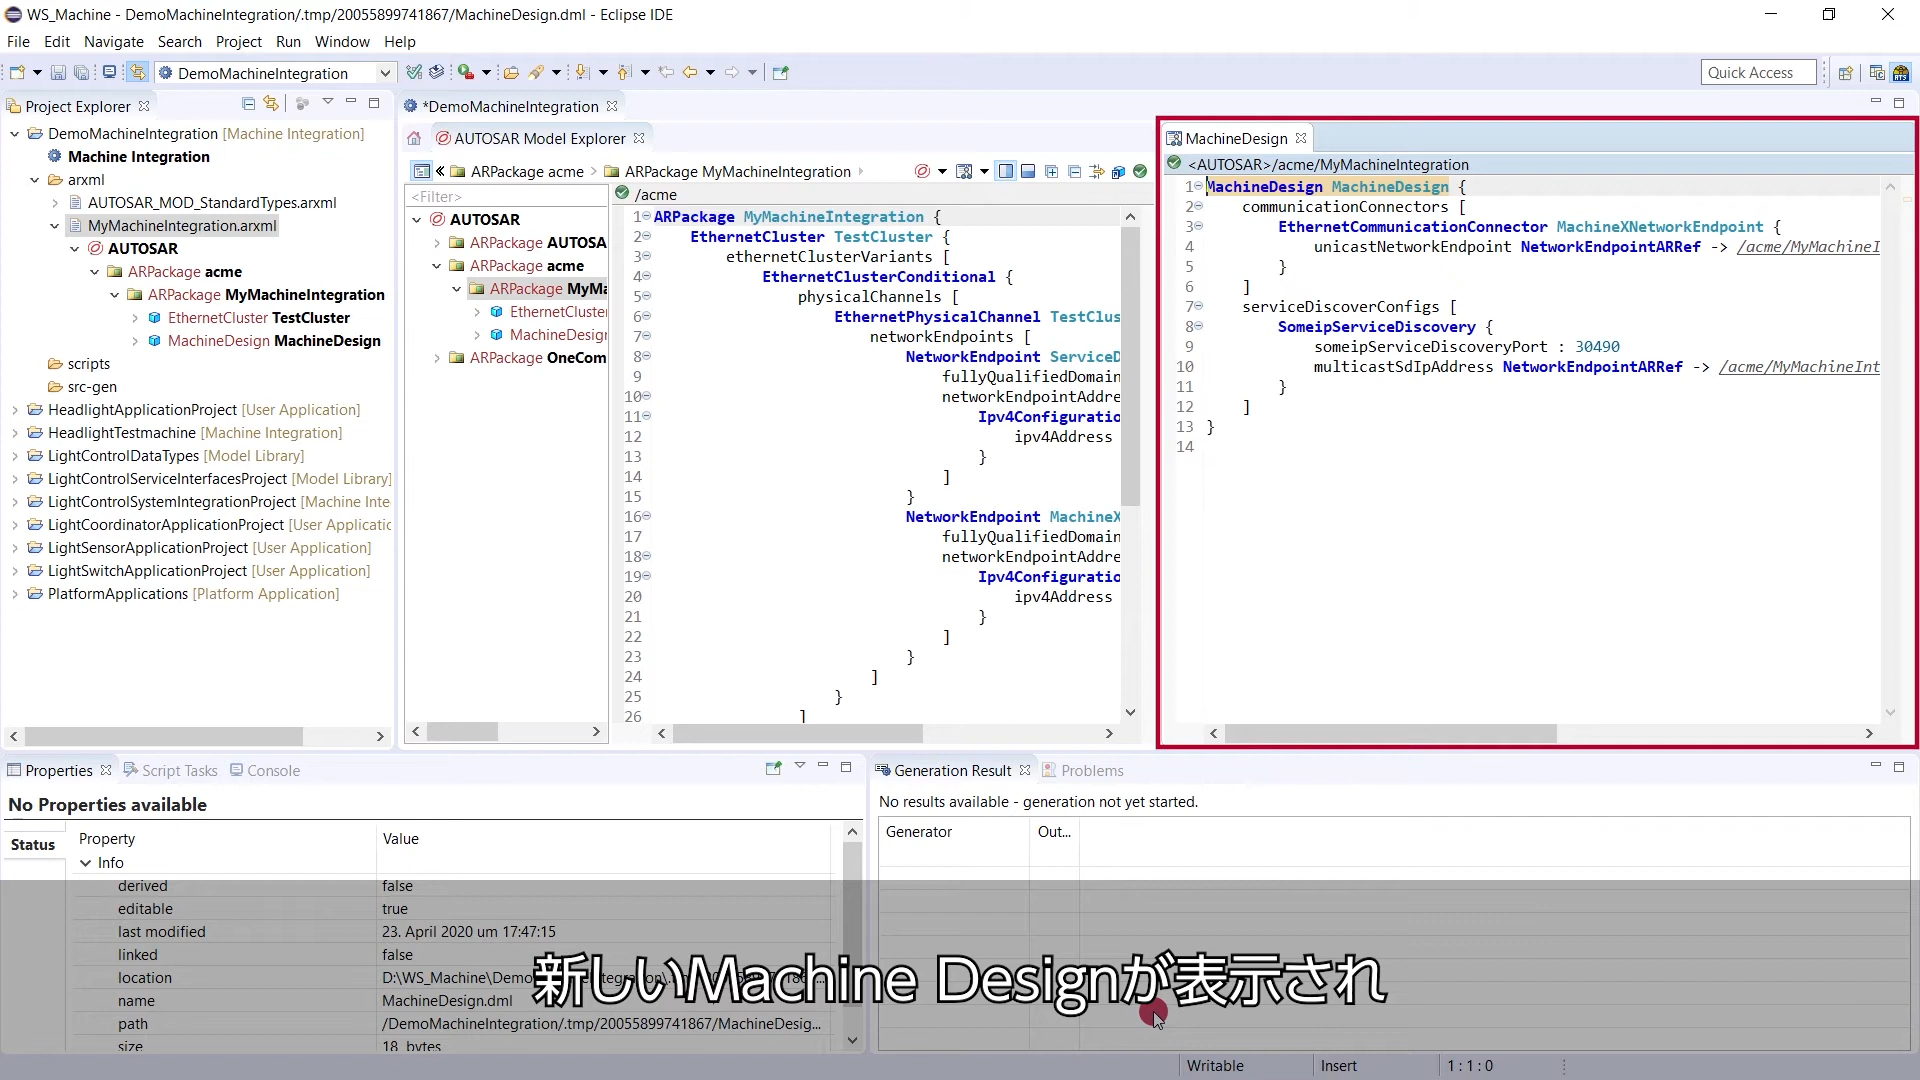 WS_Machine - DemoMachineIntegration/.tmp/20055899741867/MachineDesign.dml - Eclipse IDE
File Edit Navigate Search Project Run Window Help
DemoMachineIntegration
Quick Access
Project Explorer
DemoMachineIntegration [Machine Integration]
Machine Integration
arxml
AUTOSAR_MOD_StandardTypes.arxml
MyMachineIntegration.arxml
AUTOSAR
ARPackage acme
ARPackage MyMachineIntegration
EthernetCluster TestCluster
MachineDesign MachineDesign
scripts
src-gen
HeadlightApplicationProject [User Application]
HeadlightTestmachine [Machine Integration]
LightControlDataTypes [Model Library]
LightControlServiceInterfacesProject [Model Library]
LightControlSystemIntegrationProject [Machine Inte
LightCoordinatorApplicationProject [User Applicatic
LightSensorApplicationProject [User Application]
LightSwitchApplicationProject [User Application]
PlatformApplications [Platform Application]
*DemoMachineIntegration
AUTOSAR Model Explorer
ARPackage acme ARPackage MyMachineIntegration
<Filter>
AUTOSAR
ARPackage AUTOSA
ARPackage acme
ARPackage MyMa
EthernetCluster
MachineDesign
ARPackage OneCom
/acme
1 ARPackage MyMachineIntegration {
2 EthernetCluster TestCluster {
3 ethernetClusterVariants [
4 EthernetClusterConditional {
5 physicalChannels [
6 EthernetPhysicalChannel TestClus
7 networkEndpoints [
8 NetworkEndpoint ServiceD
9 fullyQualifiedDomain
10 networkEndpointAddre
11 Ipv4Configuratio
12 ipv4Address
13 }
14 ]
15 }
16 NetworkEndpoint MachineX
17 fullyQualifiedDomain
18 networkEndpointAddre
19 Ipv4Configuratio
20 ipv4Address
21 }
22 ]
23 }
24 ]
25 }
26 ]
MachineDesign
<AUTOSAR>/acme/MyMachineIntegration
1 MachineDesign MachineDesign {
2 communicationConnectors [
3 EthernetCommunicationConnector MachineXNetworkEndpoint {
4 unicastNetworkEndpoint NetworkEndpointARRef -> /acme/MyMachineI
5 }
6 ]
7 serviceDiscoverConfigs [
8 SomeipServiceDiscovery {
9 someipServiceDiscoveryPort : 30490
10 multicastSdIpAddress NetworkEndpointARRef -> /acme/MyMachineInt
11 }
12 ]
13 }
14
Properties Script Tasks Console
No Properties available
Status
Property Value
Info
derived false
editable true
last modified 23. April 2020 um 17:47:15
linked false
location
name MachineDesign.dml
path /DemoMachineIntegration/.tmp/20055899741867/MachineDesig...
size 18 bytes
Generation Result Problems
No results available - generation not yet started.
Generator Out...
新しいMachine Designが表示され
Writable Insert 1 : 1 : 0